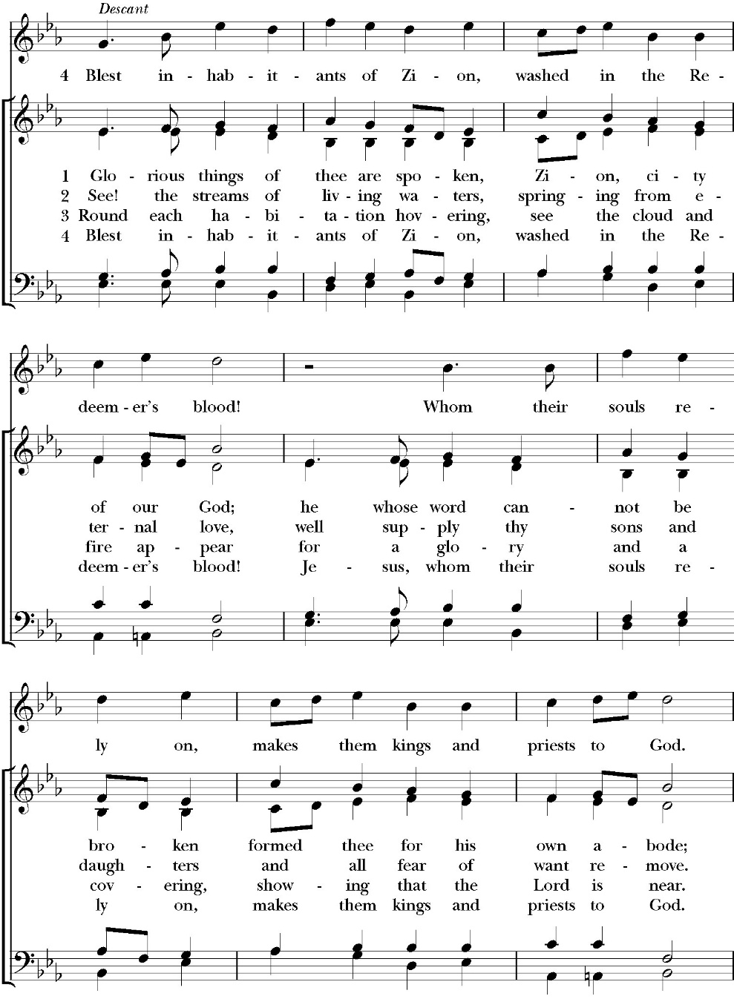 Descant
4 Blest in - hab - it - ants of Zi - on, washed in the Re -
1 Glo - rious things of thee are spo - ken, Zi - on, ci - ty
2 See! the streams of liv - ing wa - ters, spring - ing from e -
3 Round each ha - bi - ta - tion hov - ering, see the cloud and
4 Blest in - hab - it - ants of Zi - on, washed in the Re -
deem - er's blood! Whom their souls re -
of our God; he whose word can - not be
ter - nal love, well sup - ply thy sons and
fire ap - pear for a glo - ry and a
deem - er's blood! Je - sus, whom their souls re -
ly on, makes them kings and priests to God.
bro - ken formed thee for his own a - bode;
daugh - ters and all fear of want re - move.
cov - ering, show - ing that the Lord is near.
ly on, makes them kings and priests to God.